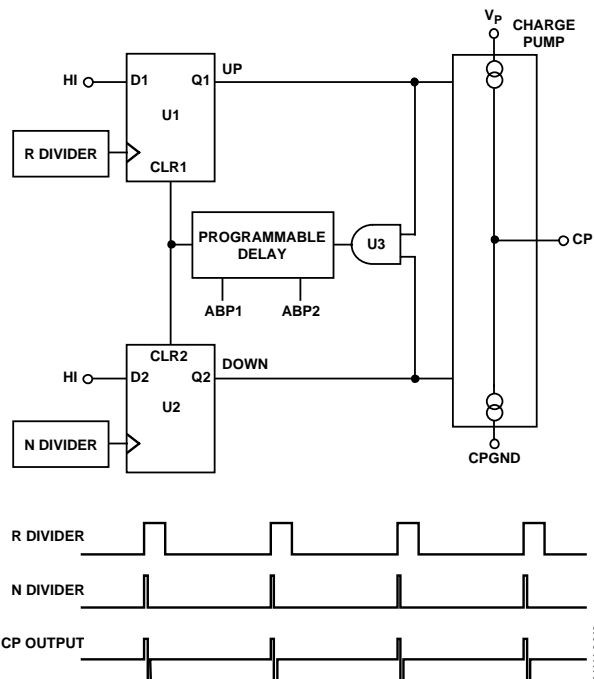 VP
CHARGE
PUMP
HI
D1
Q1
UP
U1
R DIVIDER
CLR1
PROGRAMMABLE
DELAY
U3
CP
ABP1
ABP2
CLR2
HI
D2
Q2
DOWN
U2
N DIVIDER
CPGND
R DIVIDER
N DIVIDER
CP OUTPUT